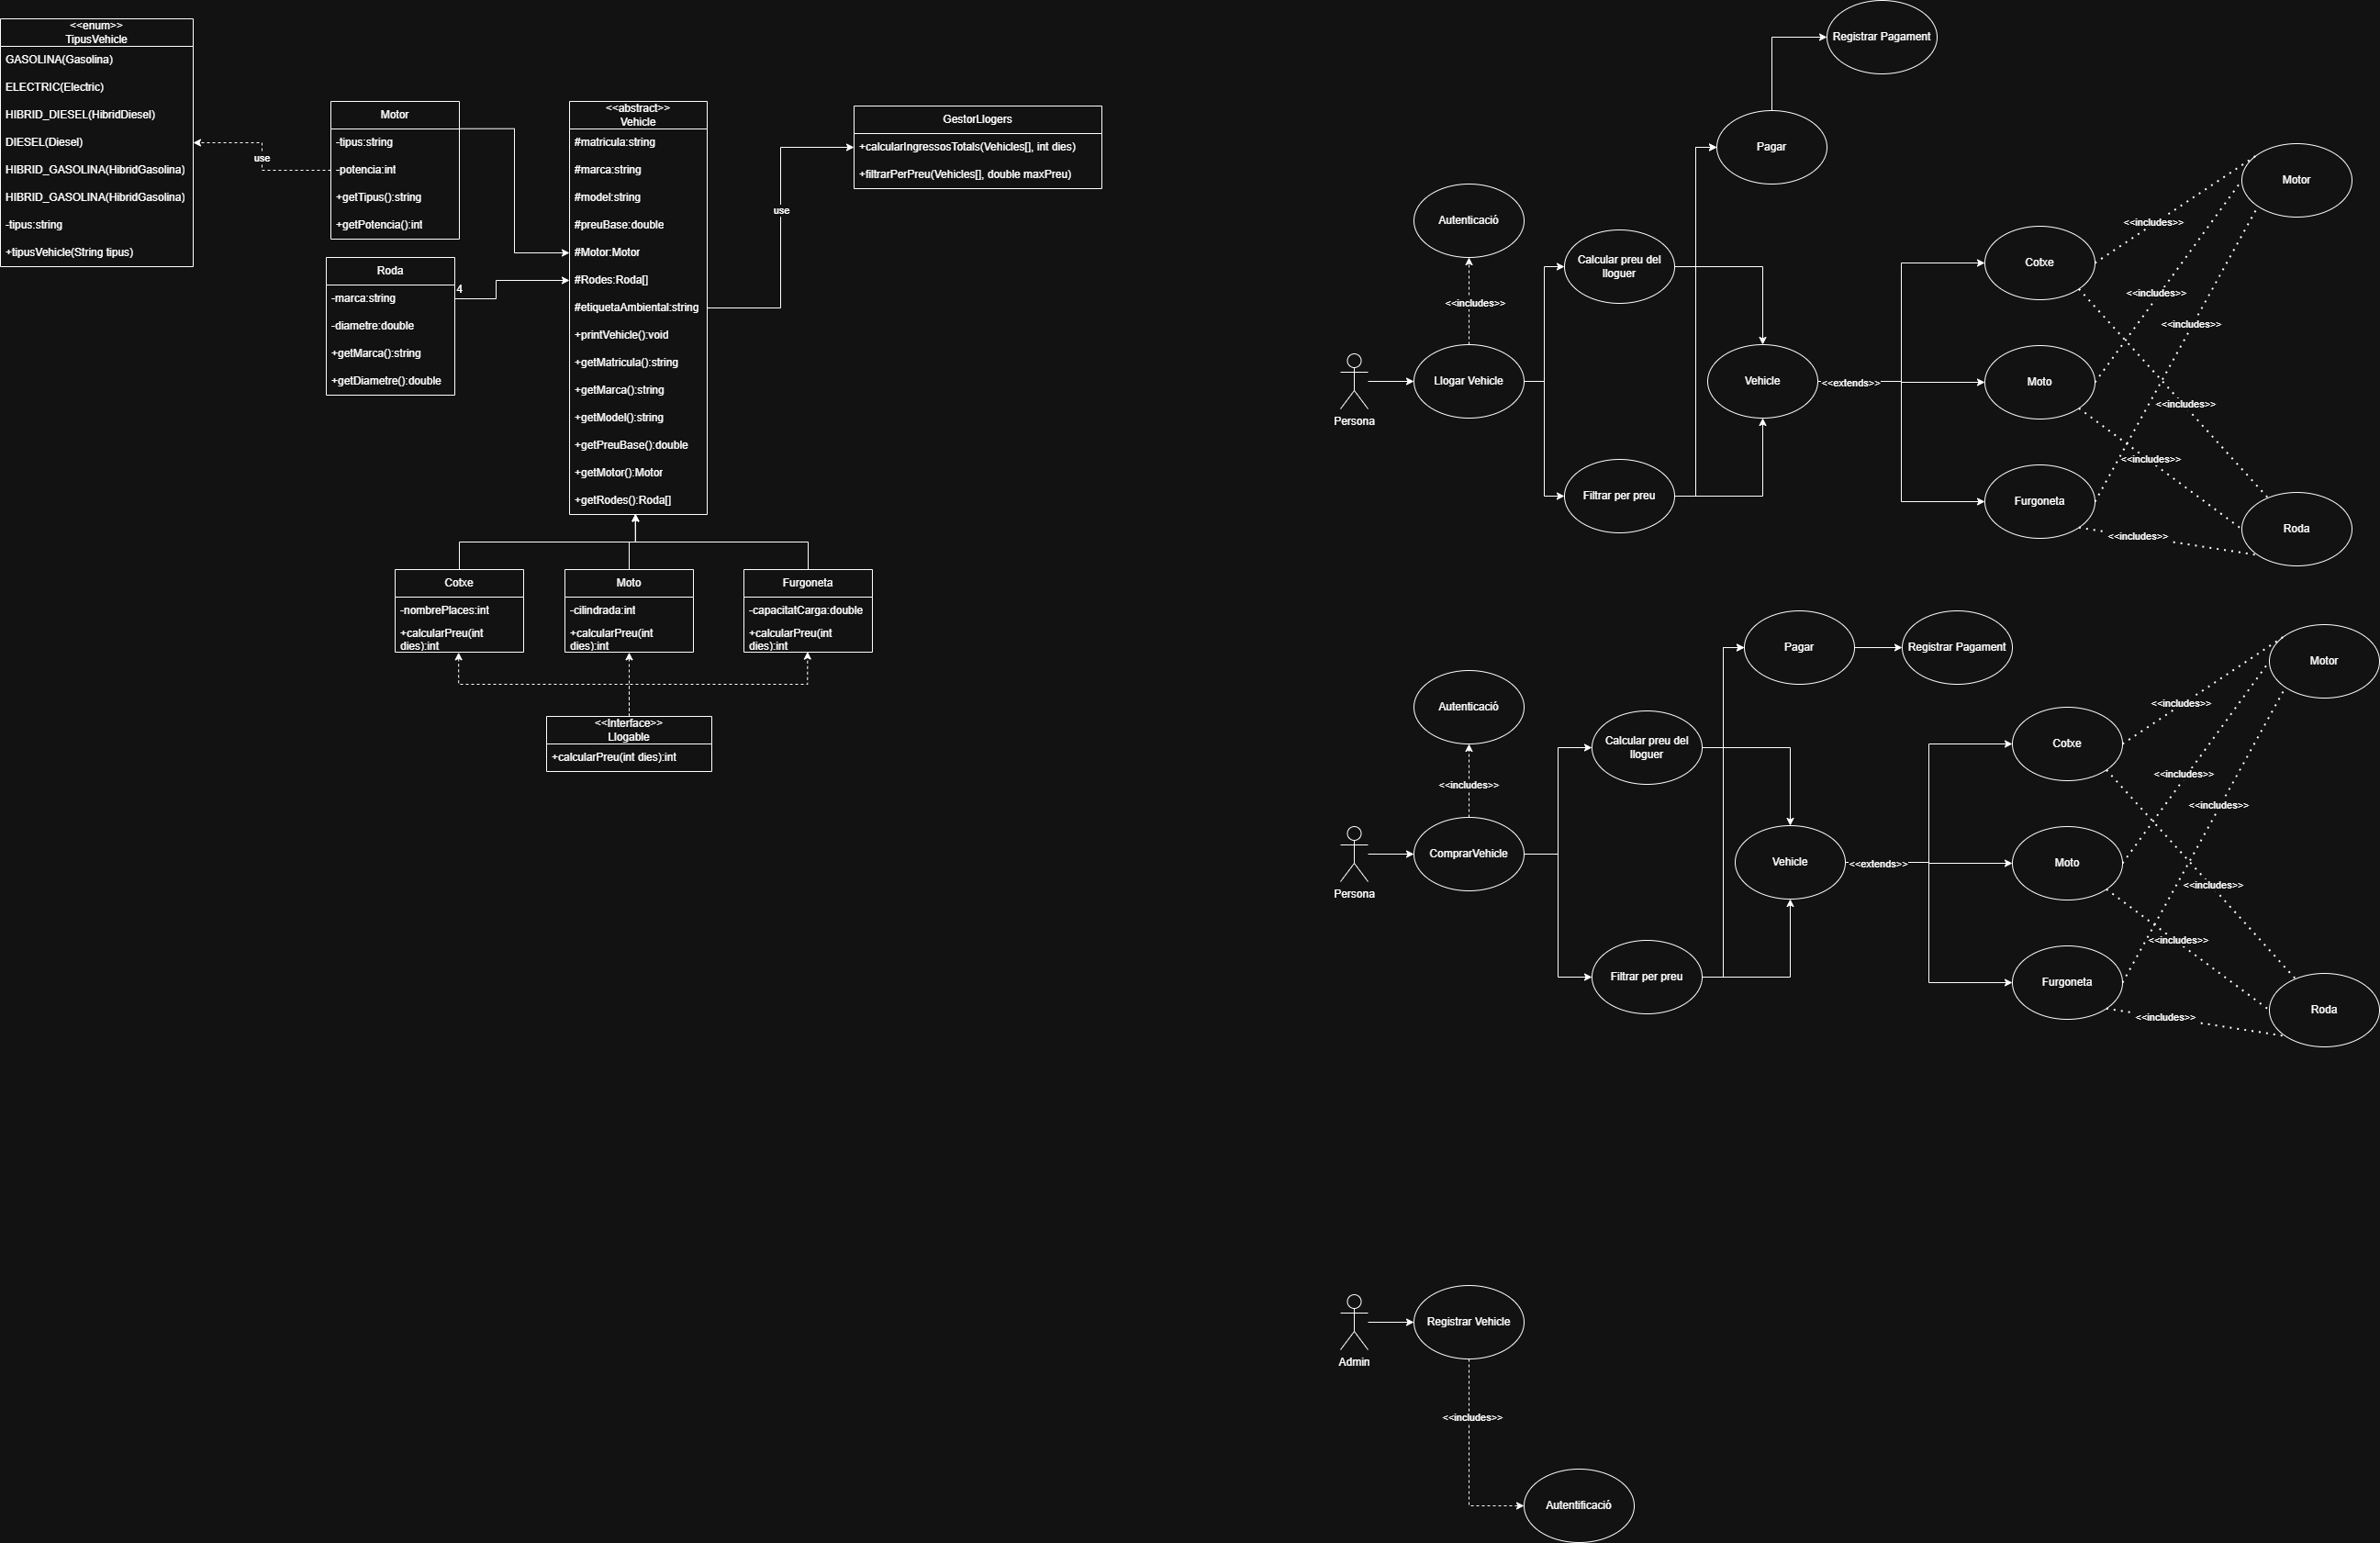 <<enum>>
TipusVehicle
GASOLINA(Gasolina)
ELECTRIC(Electric)
HIBRID_DIESEL(HibridDiesel)
DIESEL(Diesel)
HIBRID_GASOLINA(HibridGasolina)
HIBRID_GASOLINA(HibridGasolina)
-tipus:string
+tipusVehicle(String tipus)
use
Motor
-tipus:string
-potencia:int
+getTipus():string
+getPotencia():int
Roda
-marca:string
-diametre:double
+getMarca():string
+getDiametre():double
4
<<abstract>>
Vehicle
#matricula:string
#marca:string
#model:string
#preuBase:double
#Motor:Motor
#Rodes:Roda[]
#etiquetaAmbiental:string
+printVehicle():void
+getMatricula():string
+getMarca():string
+getModel():string
+getPreuBase():double
+getMotor():Motor
+getRodes():Roda[]
use
GestorLlogers
+calcularIngressosTotals(Vehicles[], int dies)
+filtrarPerPreu(Vehicles[], double maxPreu)
Cotxe
-nombrePlaces:int
+calcularPreu(int
dies):int
Moto
-cilindrada:int
+calcularPreu(int
dies):int
Furgoneta
-capacitatCarga:double
+calcularPreu(int
dies):int
<<Interface>>
Llogable
+calcularPreu(int dies):int
Registrar Pagament
Pagar
Autenticació
<<includes>>
Calcular preu del
lloguer
Persona
Llogar Vehicle
Vehicle
<<extends>>
Filtrar per preu
Cotxe
Moto
Furgoneta
Motor
Roda
<<includes>>
<<includes>>
<<includes>>
<<includes>>
<<includes>>
<<includes>>
Pagar
Registrar Pagament
Autenticació
<<includes>>
Calcular preu del
lloguer
Persona
ComprarVehicle
Vehicle
<<extends>>
Filtrar per preu
Cotxe
Moto
Furgoneta
Motor
Roda
<<includes>>
<<includes>>
<<includes>>
<<includes>>
<<includes>>
<<includes>>
Admin
Registrar Vehicle
<<includes>>
Autentificació